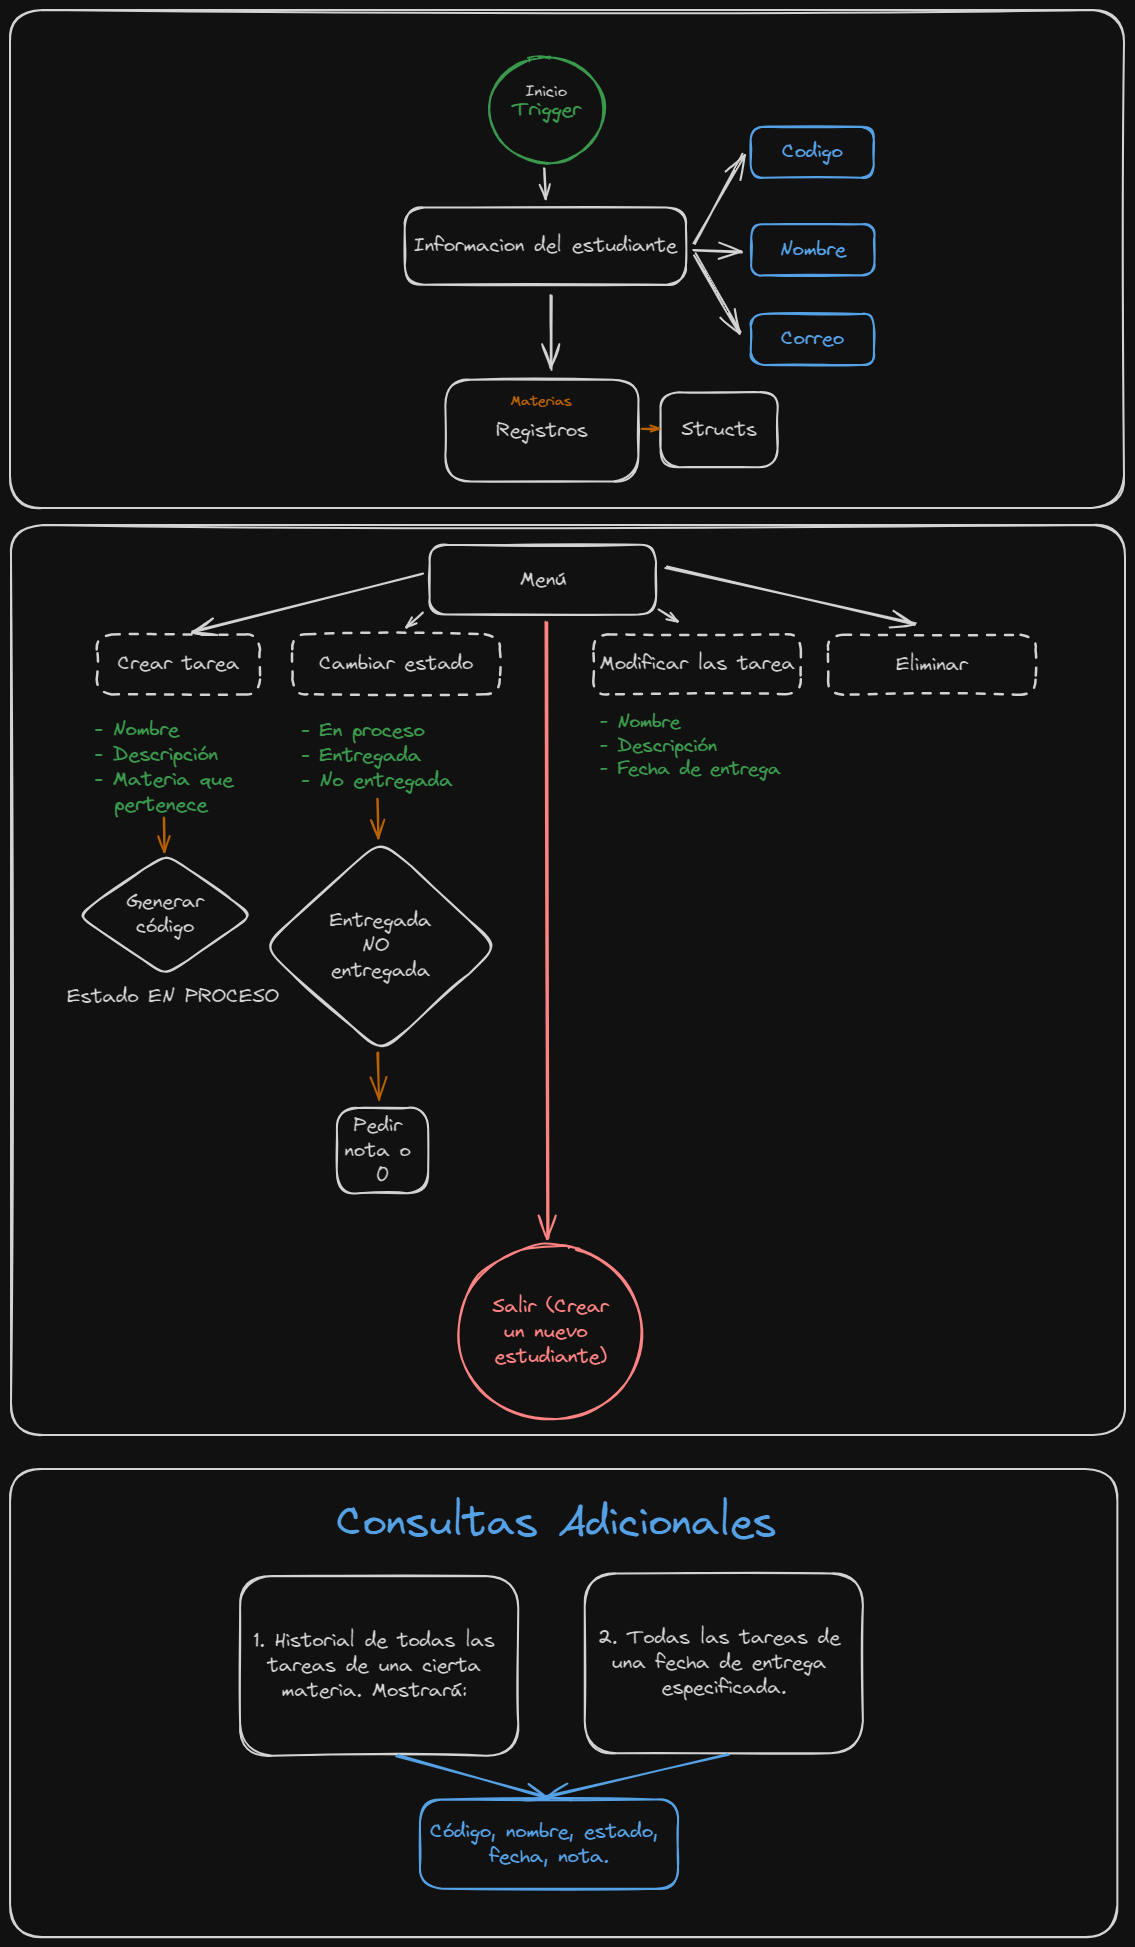 Inicio
Trigger
Codigo
Informacion del estudiante
Nombre
Correo
Materias
Registros
Structs
Menú
Crear tarea
Cambiar estado
Modificar las tarea
Eliminar
- Nombre
- Descripción
- Materia que
pertenece
- En proceso
- Entregada
- No entregada
- Nombre
- Descripción
- Fecha de entrega
Generar
código
Estado EN PROCESO
Entregada
NO
entregada
Pedir
nota o
0
Salir (Crear
un nuevo
estudiante)
Consultas Adicionales
1. Historial de todas las
tareas de una cierta
materia. Mostrará:
2. Todas las tareas de
una fecha de entrega
especificada.
Código, nombre, estado,
fecha, nota.